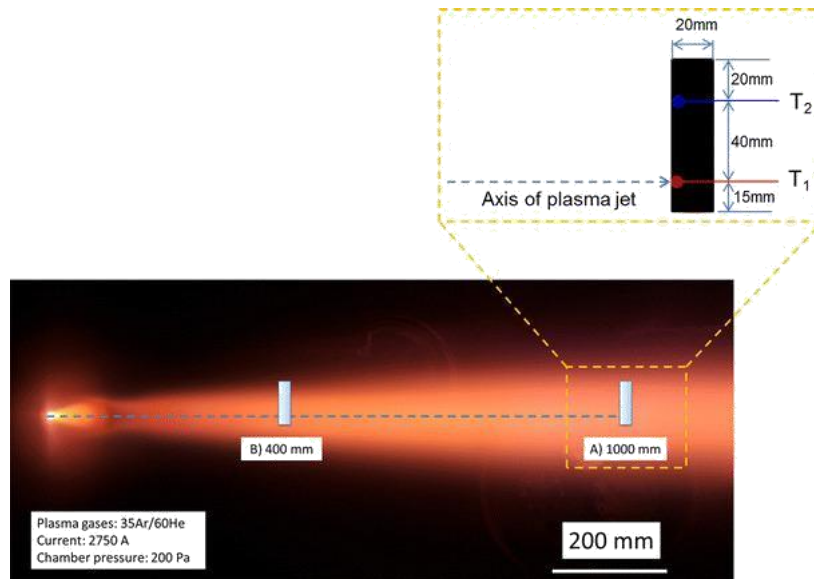 20mm
20mm
T2
40mm
T1
Axis of plasma jet
15mm
B) 400 mm
A) 1000 mm
Plasma gases: 35Ar/60He
Current: 2750 A
Chamber pressure: 200 Pa
200 mm